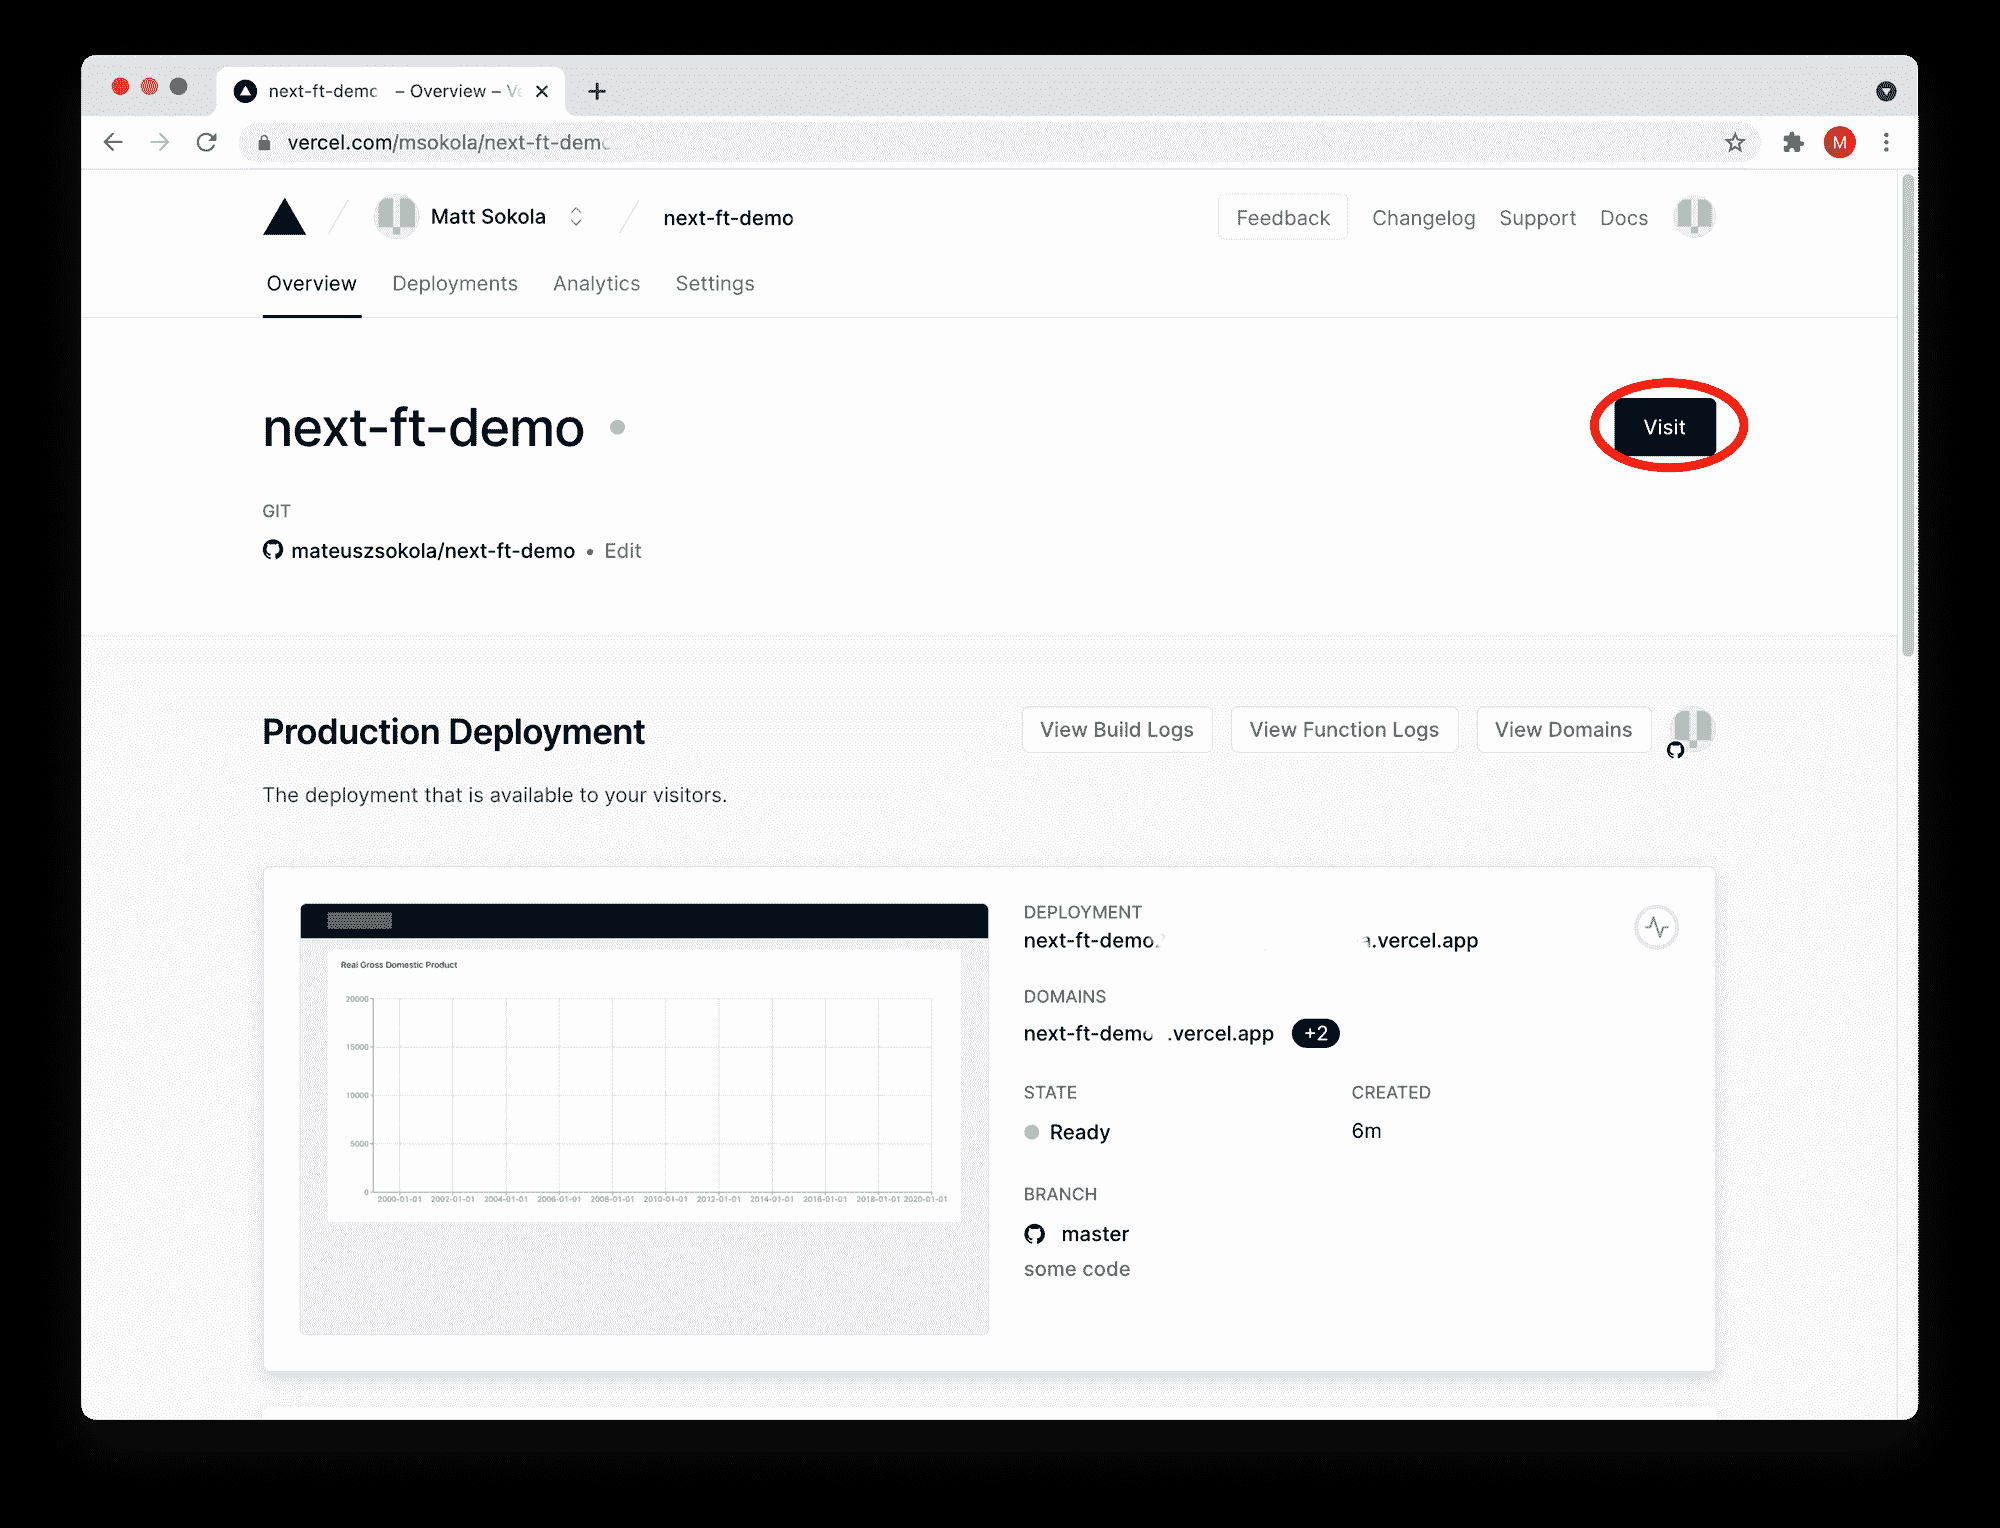 next-ft-demo – Overview –
vercel.com/msokola/next-ft-demo
M
Matt Sokola
next-ft-demo
Feedback
Changelog
Support
Docs
Overview
Deployments
Analytics
Settings
next-ft-demo
Visit
GIT
mateuszsokola/next-ft-demo • Edit
Production Deployment
View Build Logs
View Function Logs
View Domains
The deployment that is available to your visitors.
Real Gross Domestic Product
20000
15000
10000
5000
0
2000-01-01 2002-01-01 2004-01-01 2006-01-01 2008-01-01 2010-01-01 2012-01-01 2014-01-01 2016-01-01 2018-01-01 2020-01-01
DEPLOYMENT
next-ft-demo a.vercel.app
DOMAINS
next-ft-demo .vercel.app +2
STATE
CREATED
Ready
6m
BRANCH
master
some code